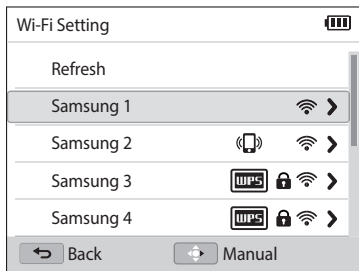 Wi-Fi Setting
Refresh
Samsung 1
Samsung 2
Samsung 3 WPS
Samsung 4 WPS
Back Manual